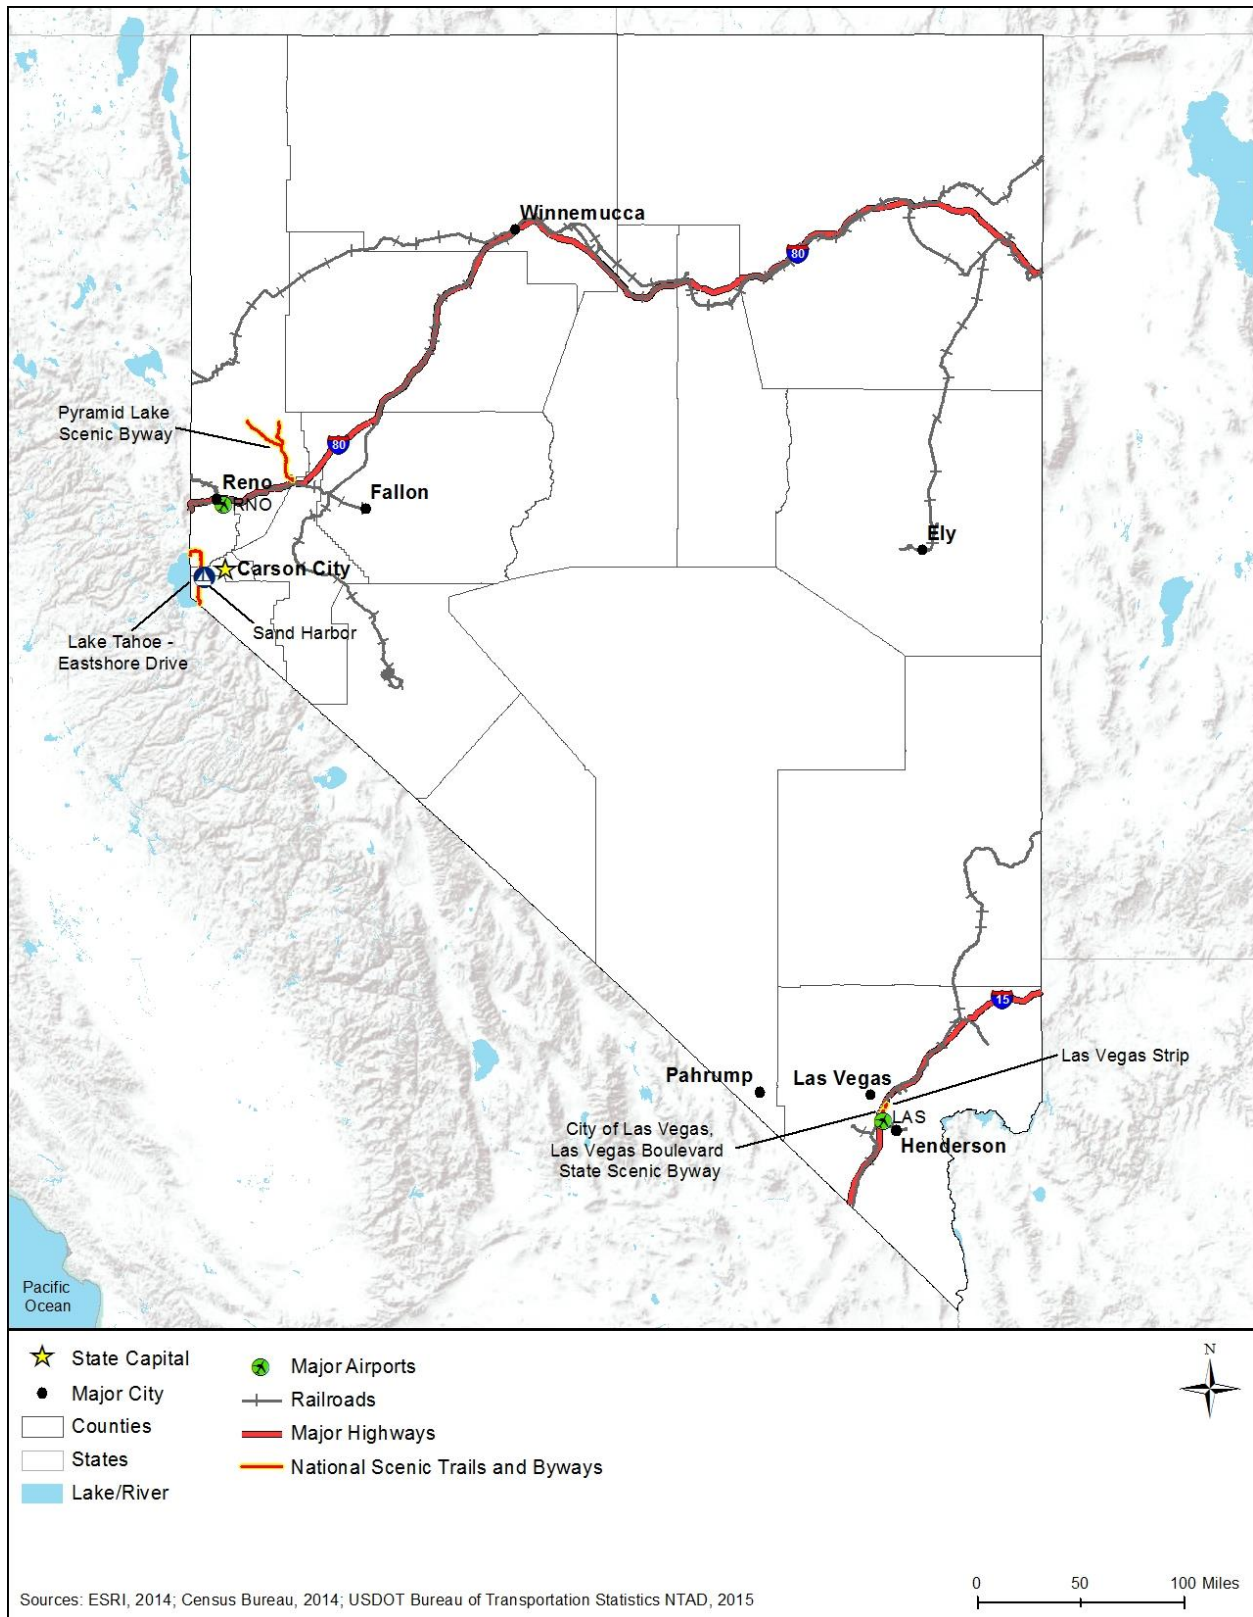 Winnemucca
80
Pyramid Lake
Scenic Byway
80
Reno
RNO
Fallon
Ely
Carson City
Sand Harbor
Lake Tahoe -
Eastshore Drive
15
Las Vegas Strip
Pahrump
Las Vegas
LAS
City of Las Vegas,
Las Vegas Boulevard
State Scenic Byway
Henderson
Pacific
Ocean
State Capital
Major City
Counties
States
Lake/River
Major Airports
Railroads
Major Highways
National Scenic Trails and Byways
N
Sources: ESRI, 2014; Census Bureau, 2014; USDOT Bureau of Transportation Statistics NTAD, 2015
0 50 100 Miles